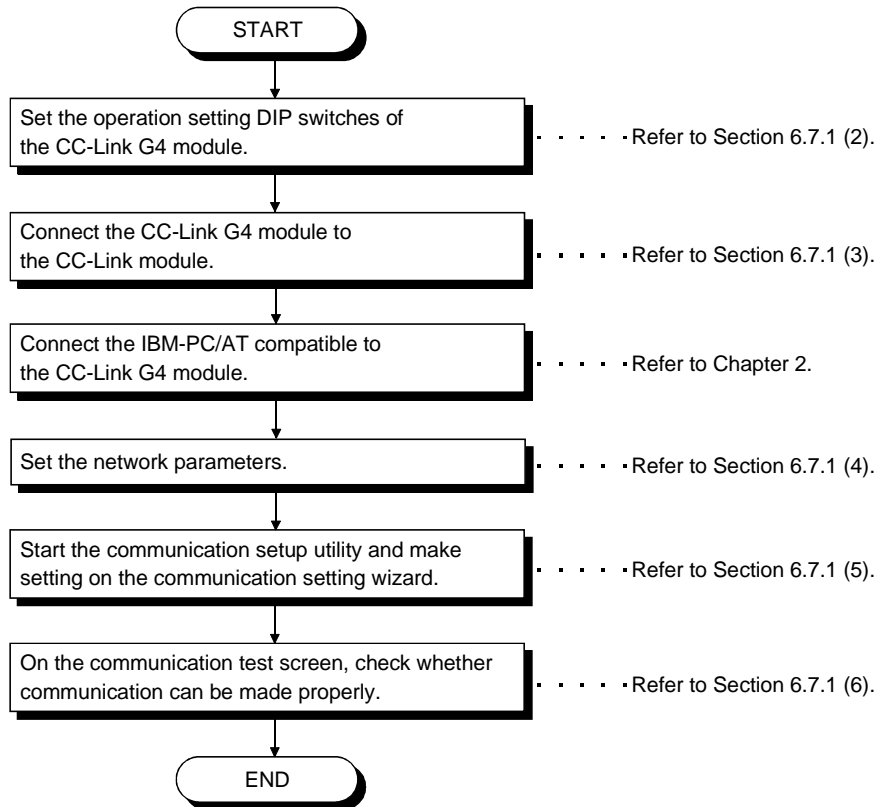 START
Set the operation setting DIP switches of
the CC-Link G4 module.
Refer to Section 6.7.1 (2).
Connect the CC-Link G4 module to
the CC-Link module.
Refer to Section 6.7.1 (3).
Connect the IBM-PC/AT compatible to
the CC-Link G4 module.
Refer to Chapter 2.
Set the network parameters.
Refer to Section 6.7.1 (4).
Start the communication setup utility and make
setting on the communication setting wizard.
Refer to Section 6.7.1 (5).
On the communication test screen, check whether
communication can be made properly.
Refer to Section 6.7.1 (6).
END